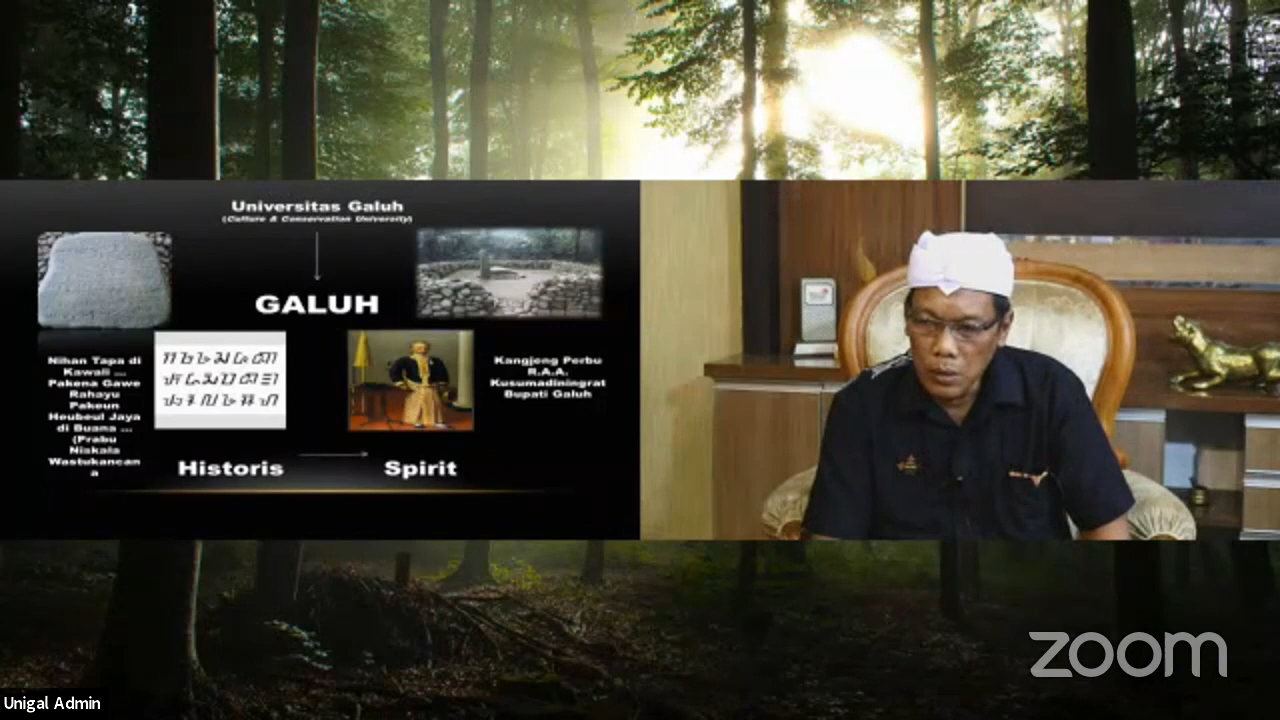 Universitas Galuh
(Culture & Conservation University)
GALUH
Nihan Tapa di
Kawali ...
Pakena Gawe
Rahayu
Pakeun
Heubeul Jaya
di Buana ...
(Prabu
Niskala
Wastukancan
a
Kangjeng Perbu
R.A.A.
Kusumadiningrat
Bupati Galuh
Historis
Spirit
zoom
Unigal Admin